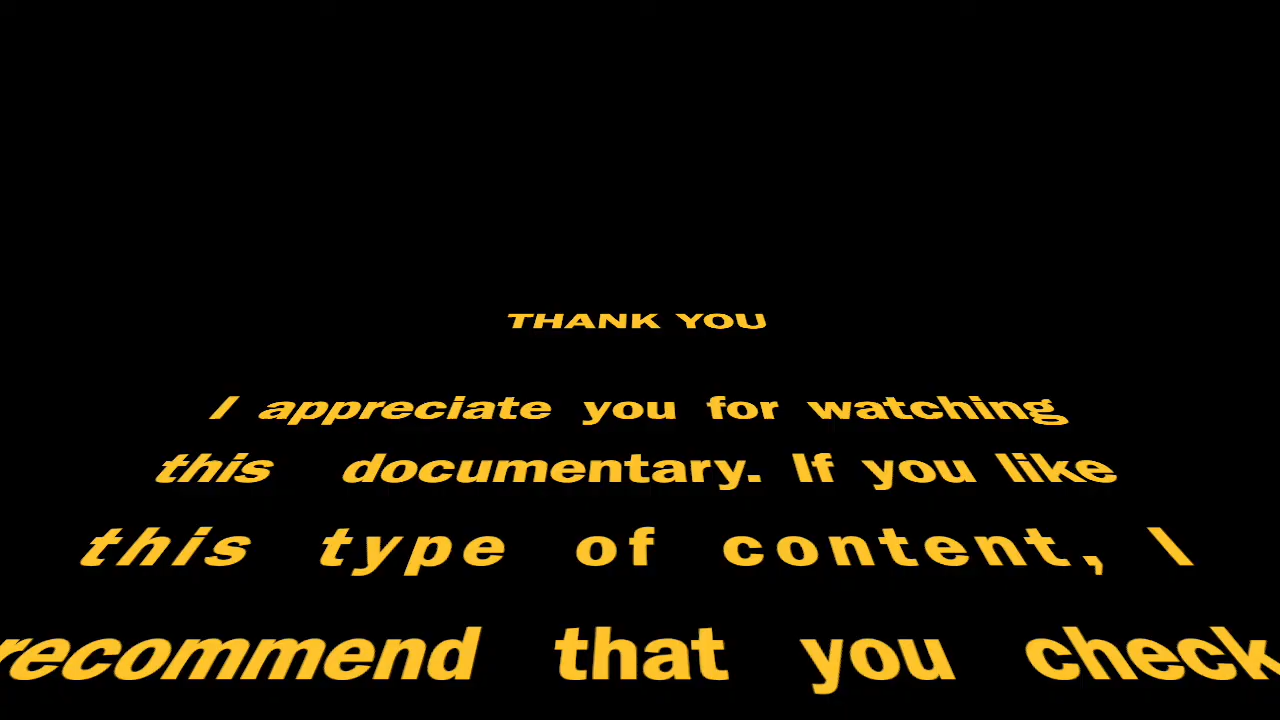 THANK YOU
I appreciate you for watching
this documentary. If you like
this type of content, I
recommend that you check